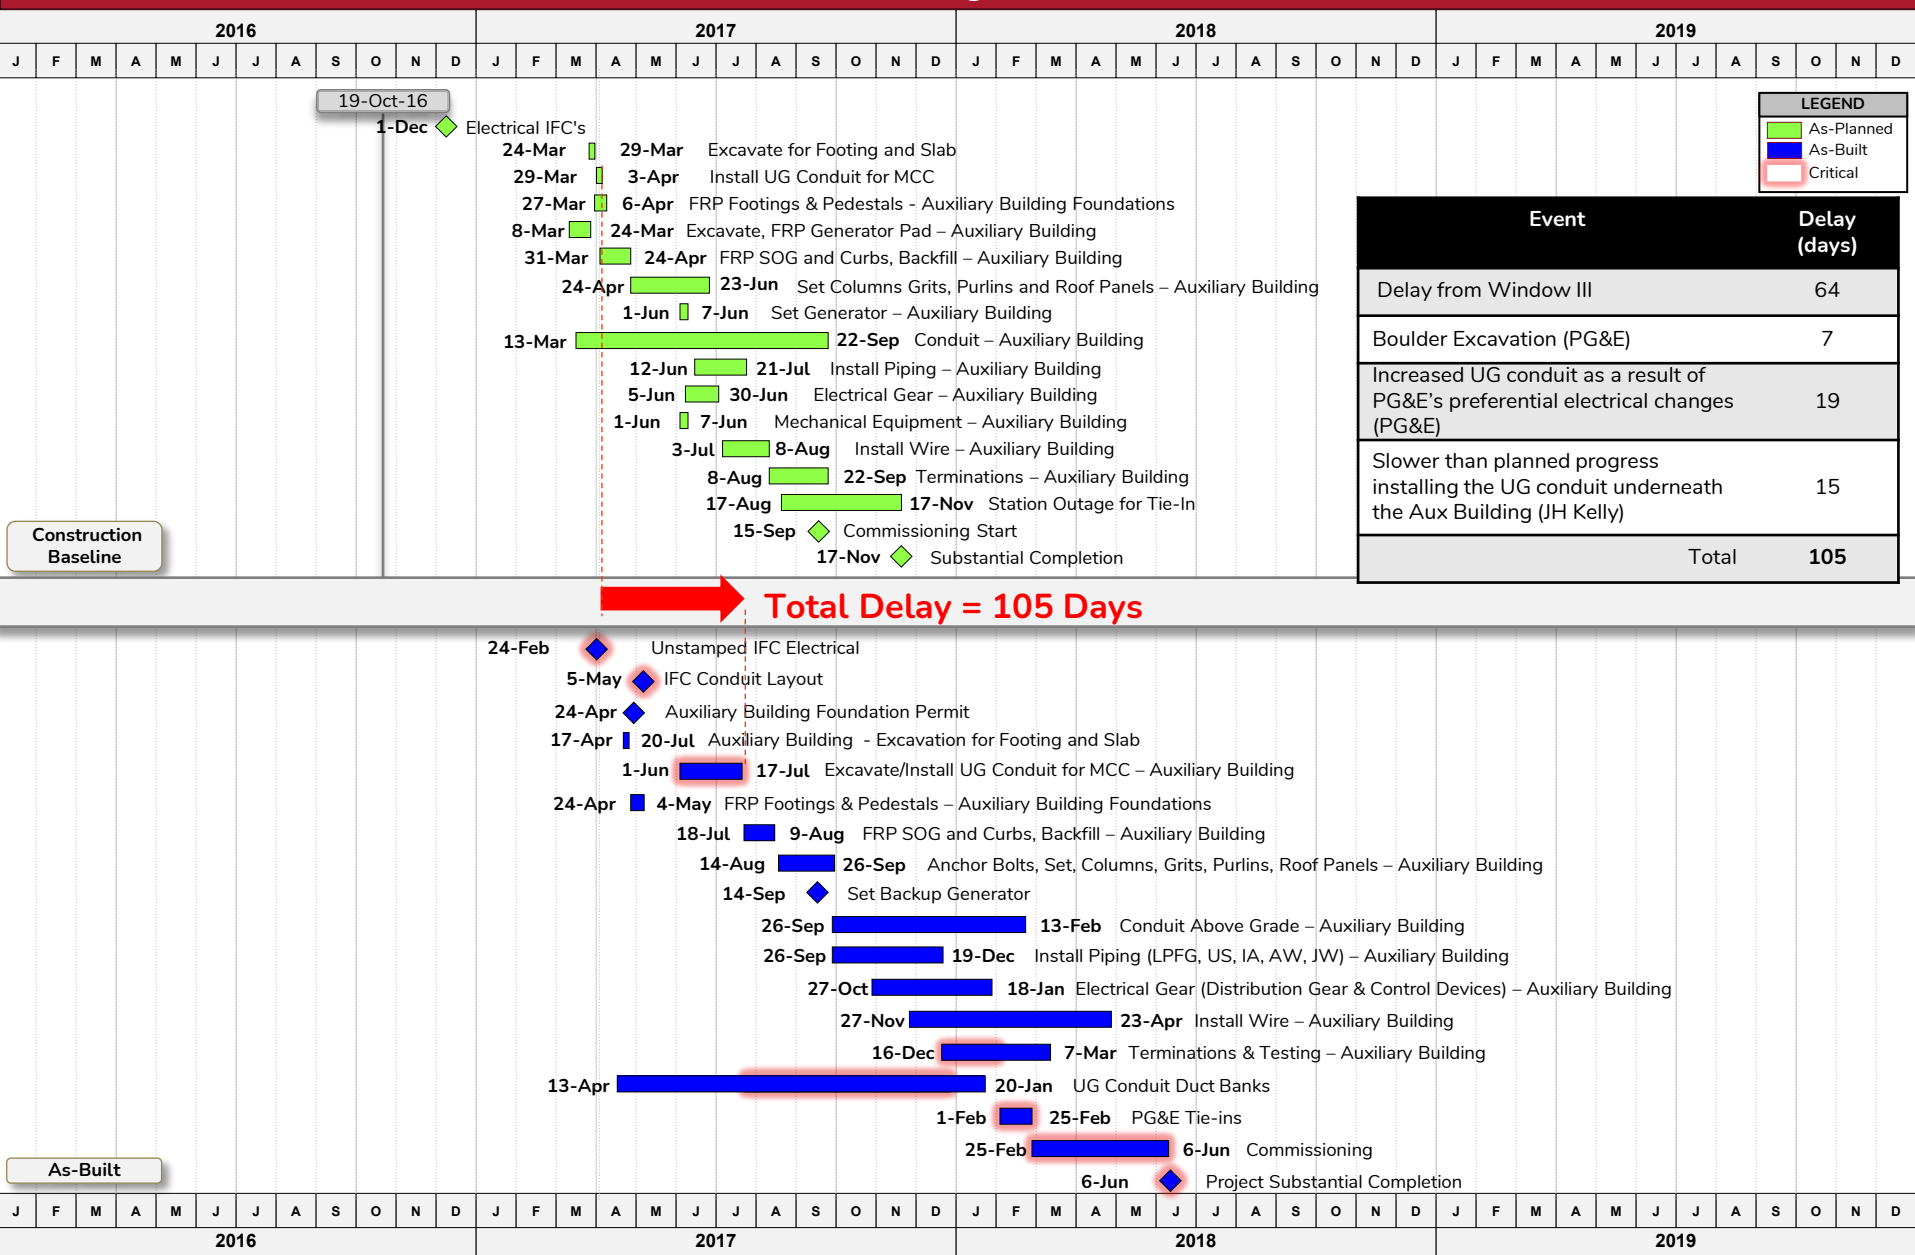 2016 2017 2018 2019
J F M A M J J A S O N D J F M A M J J A S O N D J F M A M J J A S O N D J F M A M J J A S O N D
19-Oct-16
1-Dec Electrical IFC's
24-Mar 29-Mar Excavate for Footing and Slab
29-Mar 3-Apr Install UG Conduit for MCC
27-Mar 6-Apr FRP Footings & Pedestals - Auxiliary Building Foundations
8-Mar 24-Mar Excavate, FRP Generator Pad – Auxiliary Building
31-Mar 24-Apr FRP SOG and Curbs, Backfill – Auxiliary Building
24-Apr 23-Jun Set Columns Grits, Purlins and Roof Panels – Auxiliary Building
1-Jun 7-Jun Set Generator – Auxiliary Building
13-Mar 22-Sep Conduit – Auxiliary Building
12-Jun 21-Jul Install Piping – Auxiliary Building
5-Jun 30-Jun Electrical Gear – Auxiliary Building
1-Jun 7-Jun Mechanical Equipment – Auxiliary Building
3-Jul 8-Aug Install Wire – Auxiliary Building
8-Aug 22-Sep Terminations – Auxiliary Building
17-Aug 17-Nov Station Outage for Tie-In
15-Sep Commissioning Start
17-Nov Substantial Completion
Construction
Baseline
LEGEND
As-Planned
As-Built
Critical
Event Delay
(days)
Delay from Window III 64
Boulder Excavation (PG&E) 7
Increased UG conduit as a result of
PG&E's preferential electrical changes 19
(PG&E)
Slower than planned progress
installing the UG conduit underneath 15
the Aux Building (JH Kelly)
Total 105
Total Delay = 105 Days
24-Feb Unstamped IFC Electrical
5-May IFC Conduit Layout
24-Apr Auxiliary Building Foundation Permit
17-Apr 20-Jul Auxiliary Building - Excavation for Footing and Slab
1-Jun 17-Jul Excavate/Install UG Conduit for MCC – Auxiliary Building
24-Apr 4-May FRP Footings & Pedestals – Auxiliary Building Foundations
18-Jul 9-Aug FRP SOG and Curbs, Backfill – Auxiliary Building
14-Aug 26-Sep Anchor Bolts, Set, Columns, Grits, Purlins, Roof Panels – Auxiliary Building
14-Sep Set Backup Generator
26-Sep 13-Feb Conduit Above Grade – Auxiliary Building
26-Sep 19-Dec Install Piping (LPFG, US, IA, AW, JW) – Auxiliary Building
27-Oct 18-Jan Electrical Gear (Distribution Gear & Control Devices) – Auxiliary Building
27-Nov 23-Apr Install Wire – Auxiliary Building
16-Dec 7-Mar Terminations & Testing – Auxiliary Building
13-Apr 20-Jan UG Conduit Duct Banks
1-Feb 25-Feb PG&E Tie-ins
25-Feb 6-Jun Commissioning
6-Jun Project Substantial Completion
As-Built
J F M A M J J A S O N D J F M A M J J A S O N D J F M A M J J A S O N D J F M A M J J A S O N D
2016 2017 2018 2019